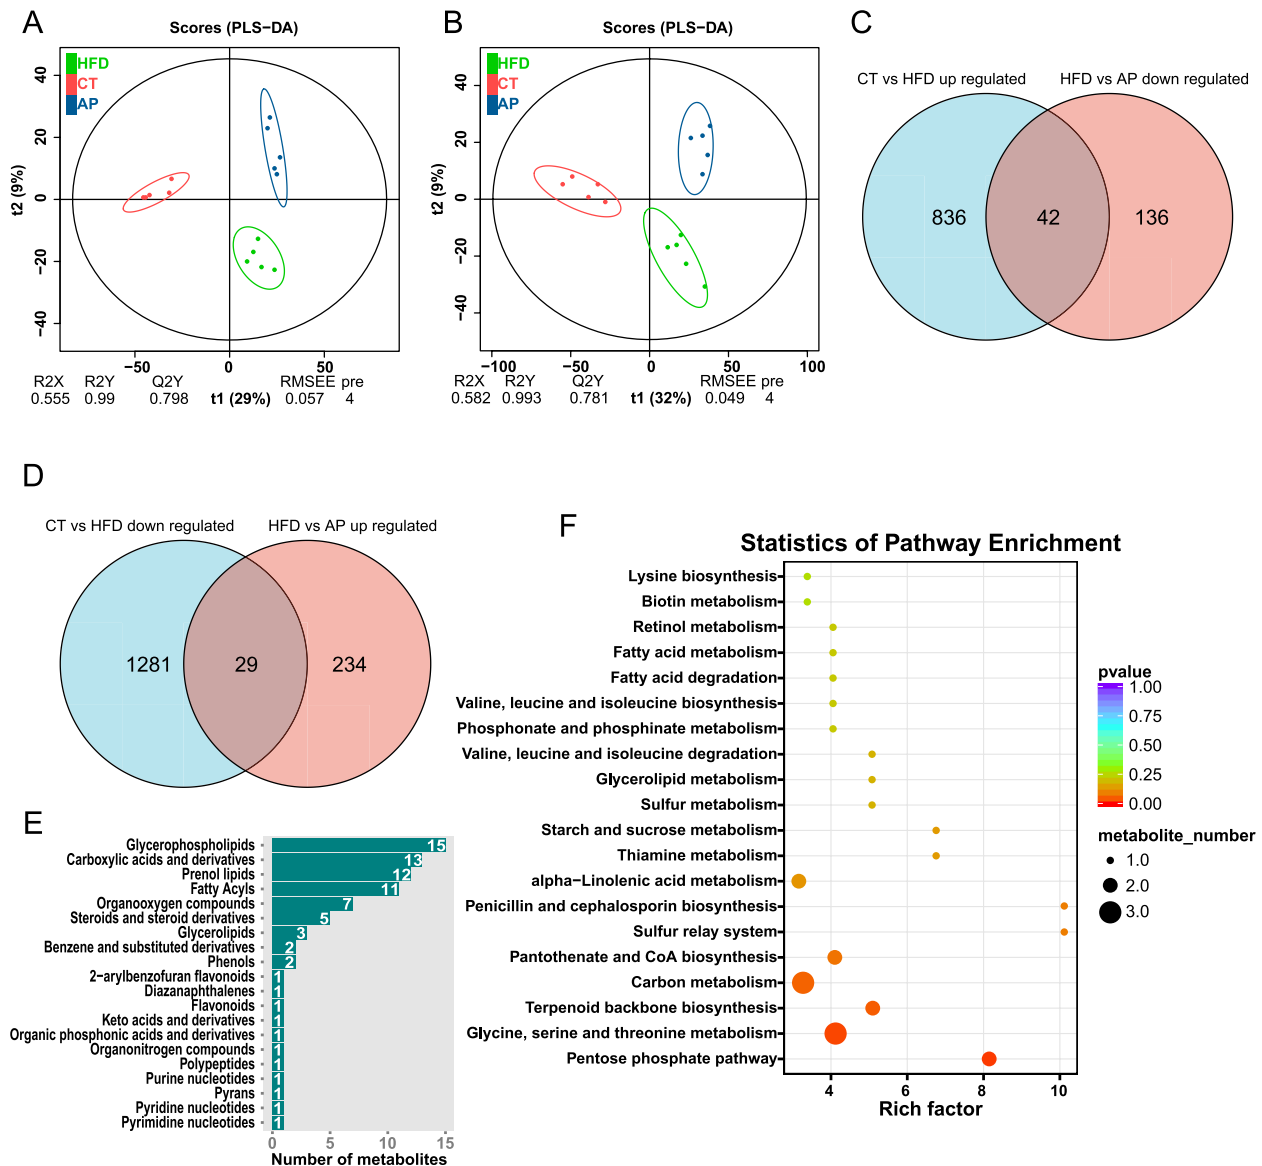 A
Scores (PLS−DA)
HFD
CT
AP
t2 (9%)
40
20
0
−20
−40
−50
0
50
R2X
R2Y
Q2Y
RMSEE
pre
0.555
0.99
0.798
t1 (29%)
0.057
4
B
Scores (PLS−DA)
HFD
CT
AP
t2 (9%)
40
20
0
−20
−40
−100
−50
0
50
100
R2X
R2Y
Q2Y
RMSEE
pre
0.582
0.993
0.781
t1 (32%)
0.049
4
C
CT vs HFD up regulated
HFD vs AP down regulated
836
42
136
D
CT vs HFD down regulated
HFD vs AP up regulated
1281
29
234
E
Glycerophospholipids 15
Carboxylic acids and derivatives 13
Prenol lipids 12
Fatty Acyls 11
Organooxygen compounds 7
Steroids and steroid derivatives 5
Glycerolipids 3
Benzene and substituted derivatives 2
Phenols 2
2−arylbenzofuran flavonoids 1
Diazanaphthalenes 1
Flavonoids 1
Keto acids and derivatives 1
Organic phosphonic acids and derivatives 1
Organonitrogen compounds 1
Polypeptides 1
Purine nucleotides 1
Pyrans 1
Pyridine nucleotides 1
Pyrimidine nucleotides 1
0
5
10
15
Number of metabolites
F
Statistics of Pathway Enrichment
Lysine biosynthesis
Biotin metabolism
Retinol metabolism
Fatty acid metabolism
Fatty acid degradation
Valine, leucine and isoleucine biosynthesis
Phosphonate and phosphinate metabolism
Valine, leucine and isoleucine degradation
Glycerolipid metabolism
Sulfur metabolism
Starch and sucrose metabolism
Thiamine metabolism
alpha−Linolenic acid metabolism
Penicillin and cephalosporin biosynthesis
Sulfur relay system
Pantothenate and CoA biosynthesis
Carbon metabolism
Terpenoid backbone biosynthesis
Glycine, serine and threonine metabolism
Pentose phosphate pathway
4
6
8
10
Rich factor
pvalue
1.00
0.75
0.50
0.25
0.00
metabolite_number
1.0
2.0
3.0